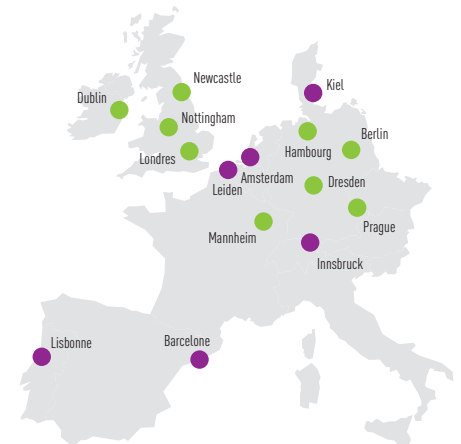 Newcastle
Kiel
Dublin
Nottingham
Berlin
Londres
Hambourg
Amsterdam
Dresden
Leiden
Prague
Mannheim
Innsbruck
Lisbonne
Barcelone